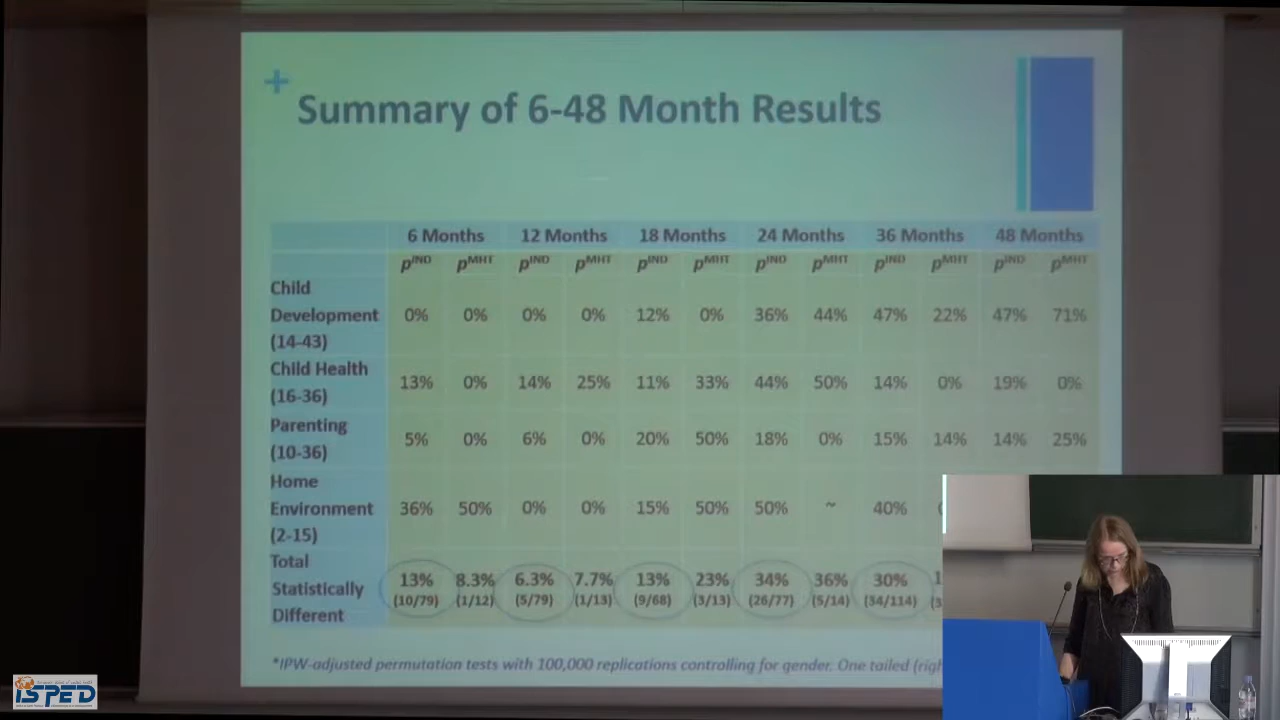 +
Summary of 6-48 Month Results
6 Months 12 Months 18 Months 24 Months 36 Months 48 Months
pIND pMHT pIND pMHT pIND pMHT pIND pMHT pIND pMHT pIND pMHT
Child
Development 0% 0% 0% 0% 12% 0% 36% 44% 47% 22% 47% 71%
(14-43)
Child Health
(16-36) 13% 0% 14% 25% 11% 33% 44% 50% 14% 0% 19% 0%
Parenting
(10-36) 5% 0% 6% 0% 20% 50% 18% 0% 15% 14% 14% 25%
Home
Environment 36% 50% 0% 0% 15% 50% 50% ~ 40%
(2-15)
Total
Statistically 13% 8.3% 6.3% 7.7% 13% 23% 34% 36% 30%
(10/79) (1/12) (5/79) (1/13) (9/68) (3/13) (26/77) (5/14) (34/114)
Different
*IPW-adjusted permutation tests with 100,000 replications controlling for gender. One tailed
ISPED